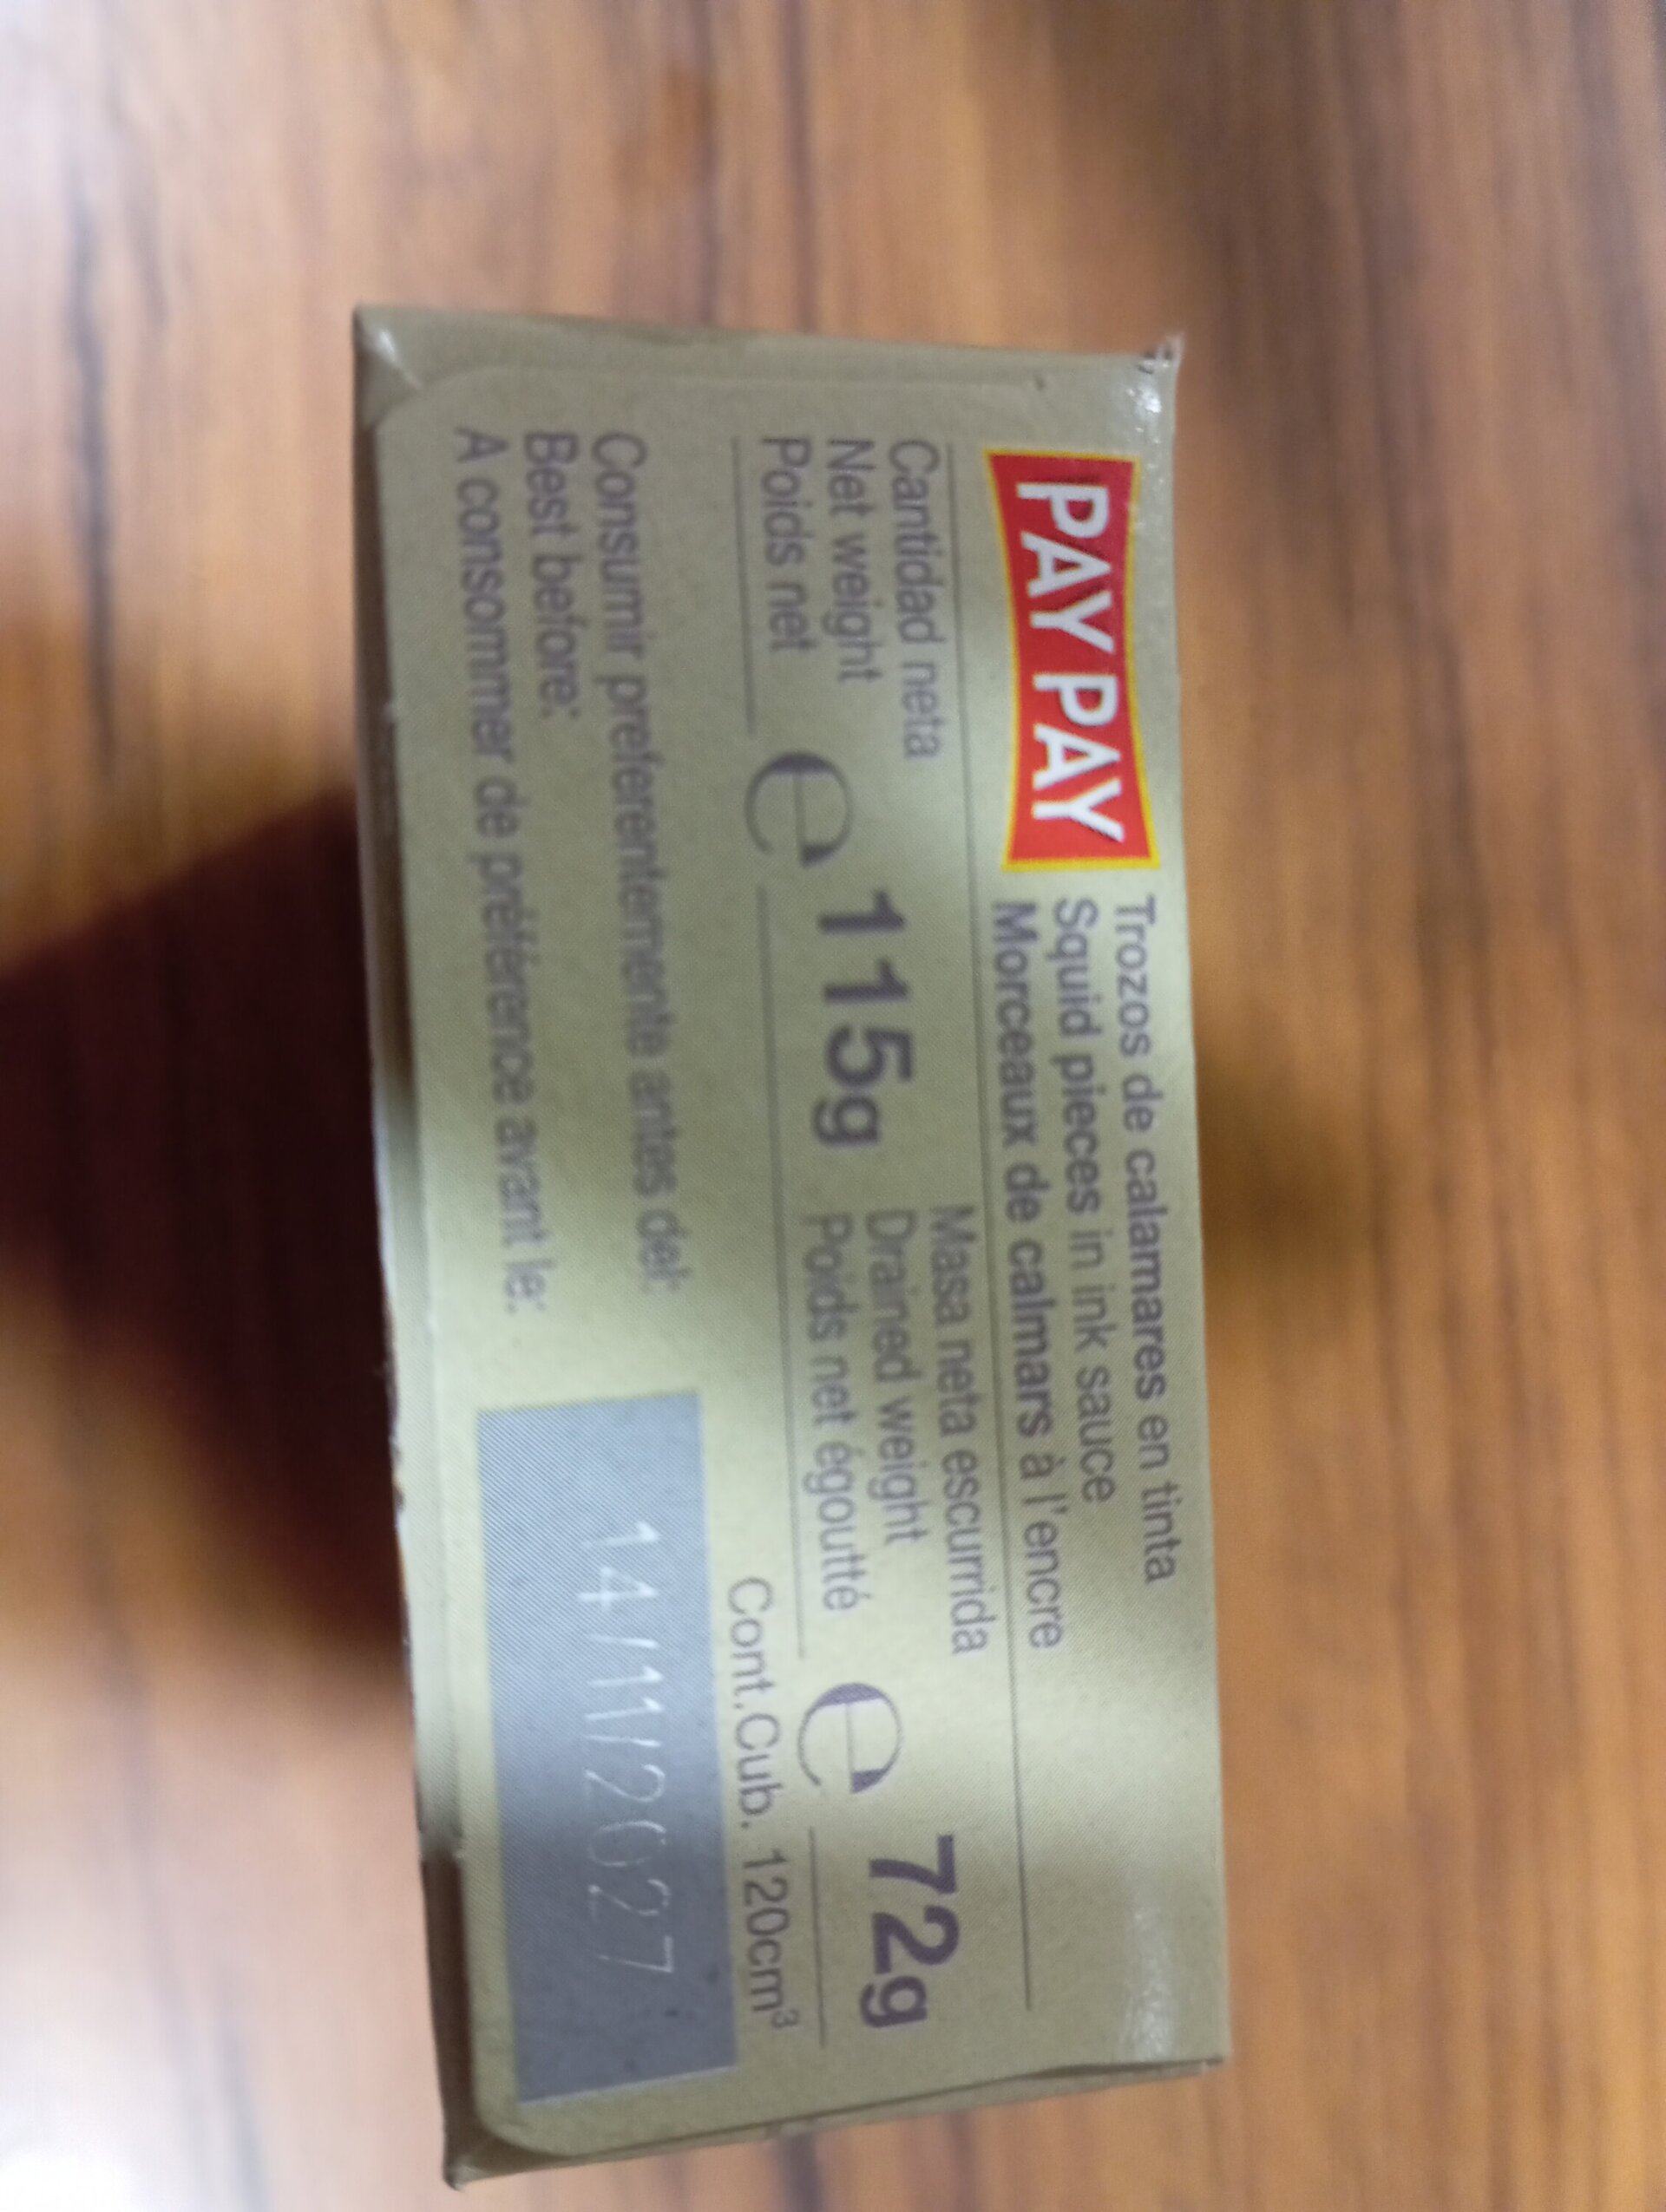 PAY PAY
Trozos de calamares en tinta
Squid pieces in ink sauce
Morceaux de calmars à l'encre
Cantidad neta
Net weight
Poids net
℮ 115g
Masa neta escurrida
Drained weight
Poids net égoutté
℮ 72g
Cont.Cub. 120cm³
Consumir preferentemente antes del:
Best before:
A consommer de préférence avant le:
14/11/2027